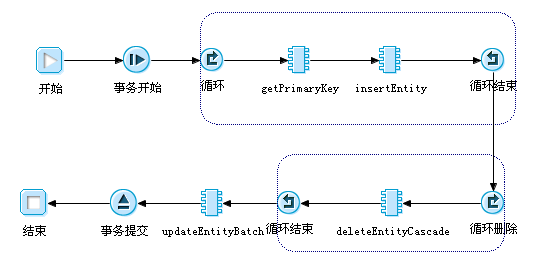 开始
事务开始
循环
getPrimaryKey
insertEntity
循环结束
结束
事务提交
updateEntityBatch
循环结束
deleteEntityCascade
循环删除